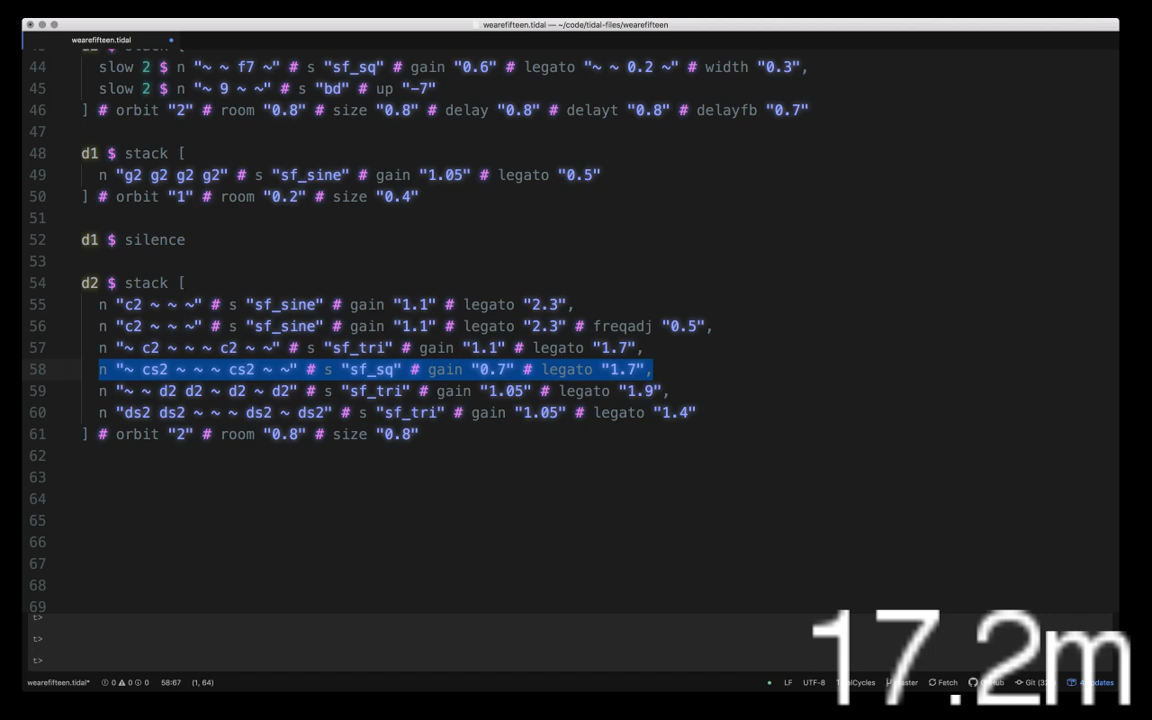 wearefifteen.tidal — ~/code/tidal-files/wearefifteen
wearefifteen.tidal
44 slow 2 $ n "~ ~ f7 ~" # s "sf_sq" # gain "0.6" # legato "~ ~ 0.2 ~" # width "0.3",
45 slow 2 $ n "~ 9 ~ ~" # s "bd" # up "-7"
46 ] # orbit "2" # room "0.8" # size "0.8" # delay "0.8" # delayt "0.8" # delayfb "0.7"
47
48 d1 $ stack [
49 n "g2 g2 g2 g2" # s "sf_sine" # gain "1.05" # legato "0.5"
50 ] # orbit "1" # room "0.2" # size "0.4"
51
52 d1 $ silence
53
54 d2 $ stack [
55 n "c2 ~ ~ ~" # s "sf_sine" # gain "1.1" # legato "2.3",
56 n "c2 ~ ~ ~" # s "sf_sine" # gain "1.1" # legato "2.3" # freqadj "0.5",
57 n "~ c2 ~ ~ ~ c2 ~ ~" # s "sf_tri" # gain "1.1" # legato "1.7",
58 n "~ cs2 ~ ~ ~ cs2 ~ ~" # s "sf_sq" # gain "0.7" # legato "1.7",
59 n "~ ~ d2 d2 ~ d2 ~ d2" # s "sf_tri" # gain "1.05" # legato "1.9",
60 n "ds2 ds2 ~ ~ ~ ds2 ~ ds2" # s "sf_tri" # gain "1.05" # legato "1.4"
61 ] # orbit "2" # room "0.8" # size "0.8"
62
63
64
65
66
67
68
69
t>
t>
t>
17.2m
wearefifteen.tidal* 0 0 0 58:67 (1, 64) LF UTF-8 Fetch